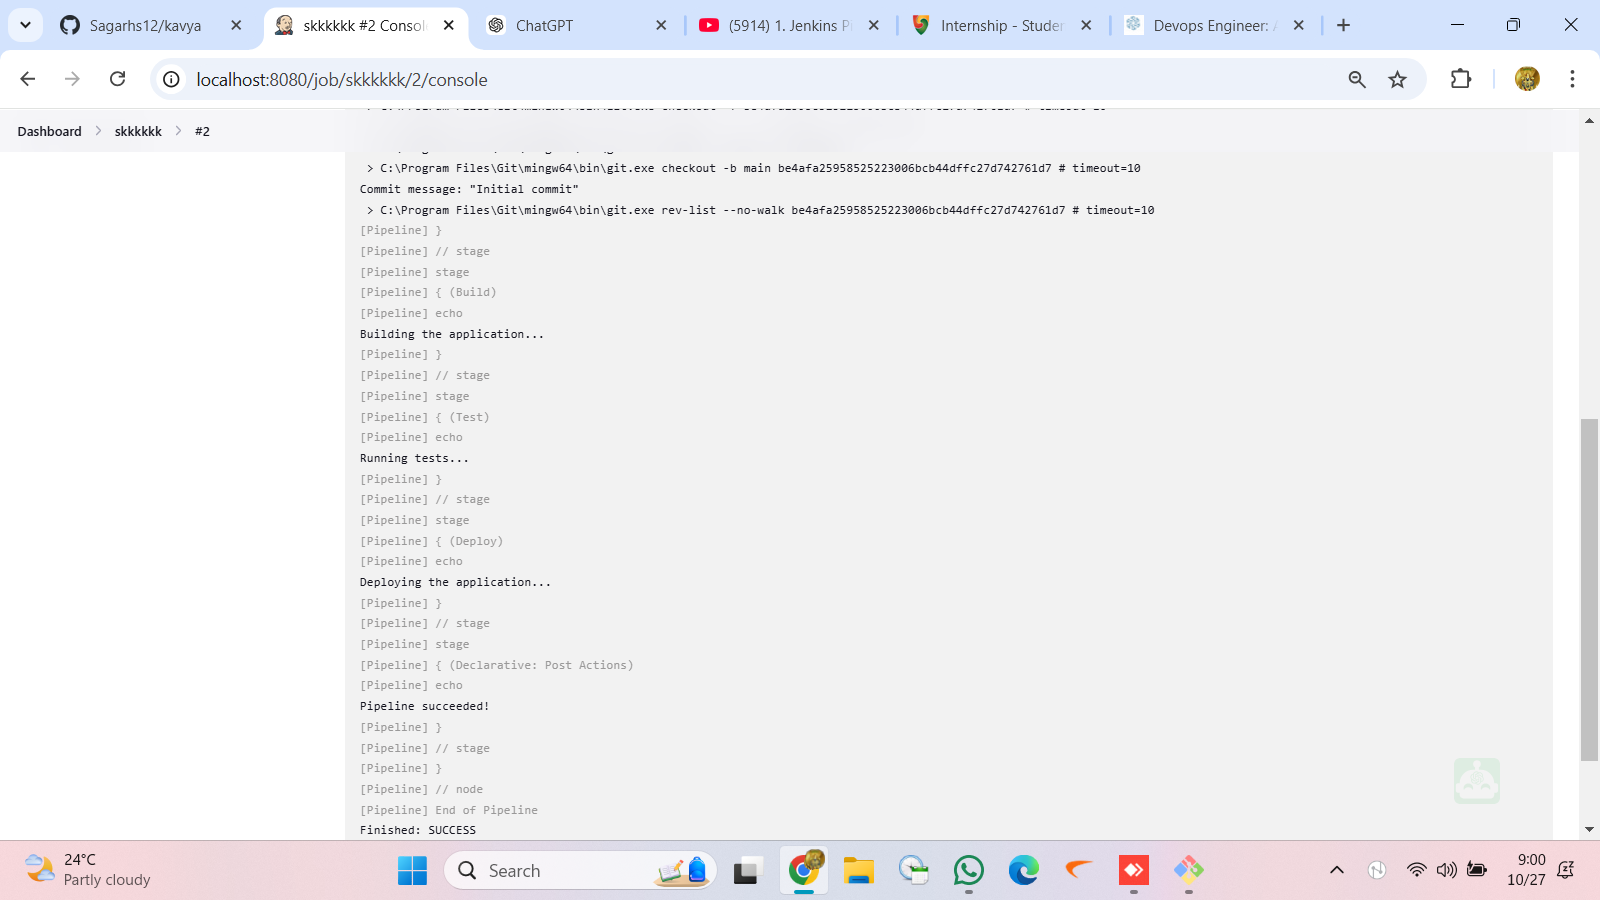 Sagarhs12/kavya
skkkkkk #2 Conso
ChatGPT
(5914) 1. Jenkins P
Internship - Studen
Devops Engineer: A
localhost:8080/job/skkkkkk/2/console
Dashboard
skkkkkk
#2
> C:\Program Files\Git\mingw64\bin\git.exe checkout -b main be4afa25958525223006bcb44dffc27d742761d7 # timeout=10
Commit message: "Initial commit"
> C:\Program Files\Git\mingw64\bin\git.exe rev-list --no-walk be4afa25958525223006bcb44dffc27d742761d7 # timeout=10
[Pipeline] }
[Pipeline] // stage
[Pipeline] stage
[Pipeline] { (Build)
[Pipeline] echo
Building the application...
[Pipeline] }
[Pipeline] // stage
[Pipeline] stage
[Pipeline] { (Test)
[Pipeline] echo
Running tests...
[Pipeline] }
[Pipeline] // stage
[Pipeline] stage
[Pipeline] { (Deploy)
[Pipeline] echo
Deploying the application...
[Pipeline] }
[Pipeline] // stage
[Pipeline] stage
[Pipeline] { (Declarative: Post Actions)
[Pipeline] echo
Pipeline succeeded!
[Pipeline] }
[Pipeline] // stage
[Pipeline] }
[Pipeline] // node
[Pipeline] End of Pipeline
Finished: SUCCESS
24°C
Partly cloudy
Search
9:00
10/27